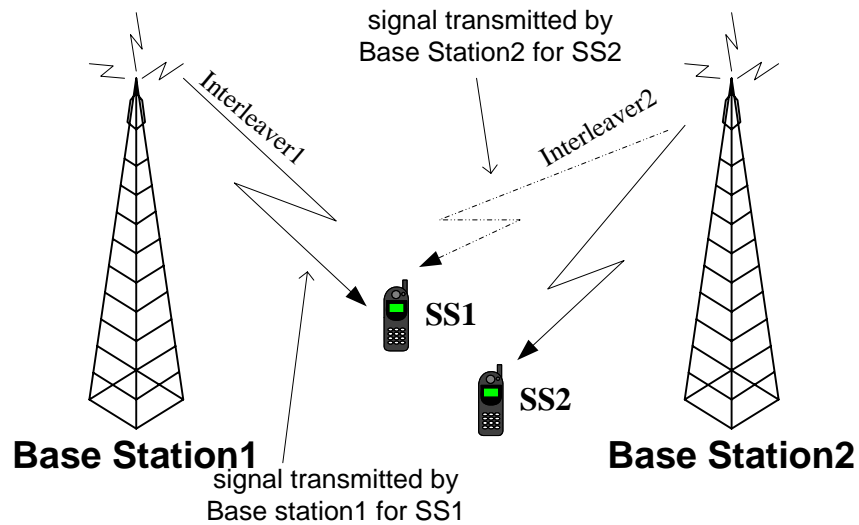 signal transmitted by
Base Station2 for SS2
Interleaver1
Interleaver2
SS1
SS2
Base Station1
Base Station2
signal transmitted by
Base station1 for SS1